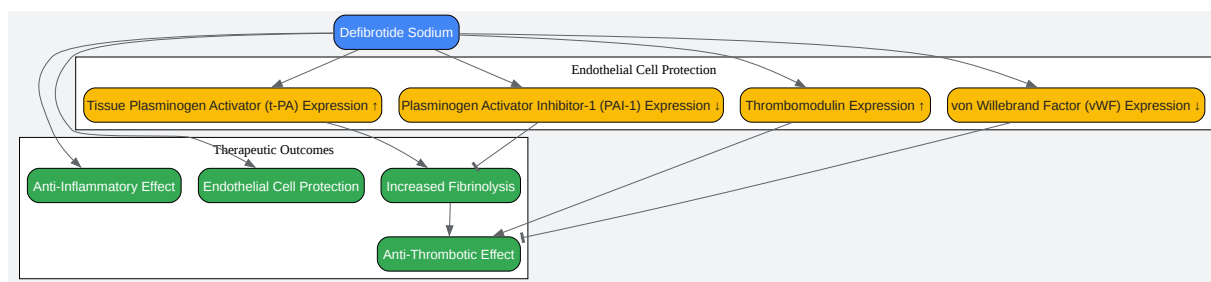 Defibrotide Sodium
Endothelial Cell Protection
Tissue Plasminogen Activator (t-PA) Expression ↑
Plasminogen Activator Inhibitor-1 (PAI-1) Expression ↓
Thrombomodulin Expression ↑
von Willebrand Factor (vWF) Expression ↓
Therapeutic Outcomes
Anti-Inflammatory Effect
Endothelial Cell Protection
Increased Fibrinolysis
Anti-Thrombotic Effect